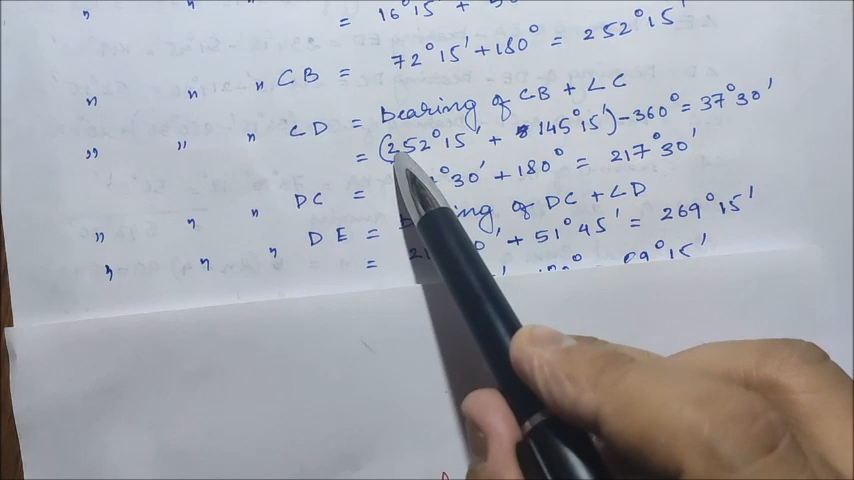 = 16°15' +
= 72°15' + 180° = 252°15'
" " " CB =
" " " CD = Bearing of CB + ∠C
= (252°15' + 145°15') - 360° = 37°30'
" " " DC = °30' + 180° = 217°30'
" " " DE = of DC + ∠D
= + 51°45' = 269°15'